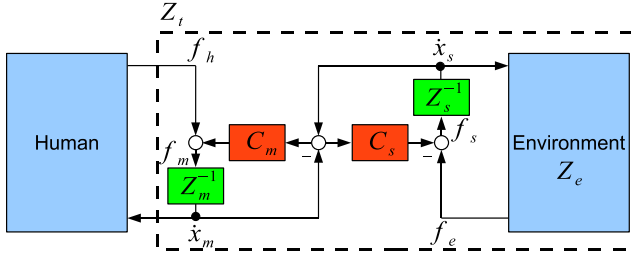 Z_t
f_h
ẋ_s
Z_s^{-1}
Human
C_m
C_s
f_s
Environment
Z_e
f_m
−
−
Z_m^{-1}
ẋ_m
f_e